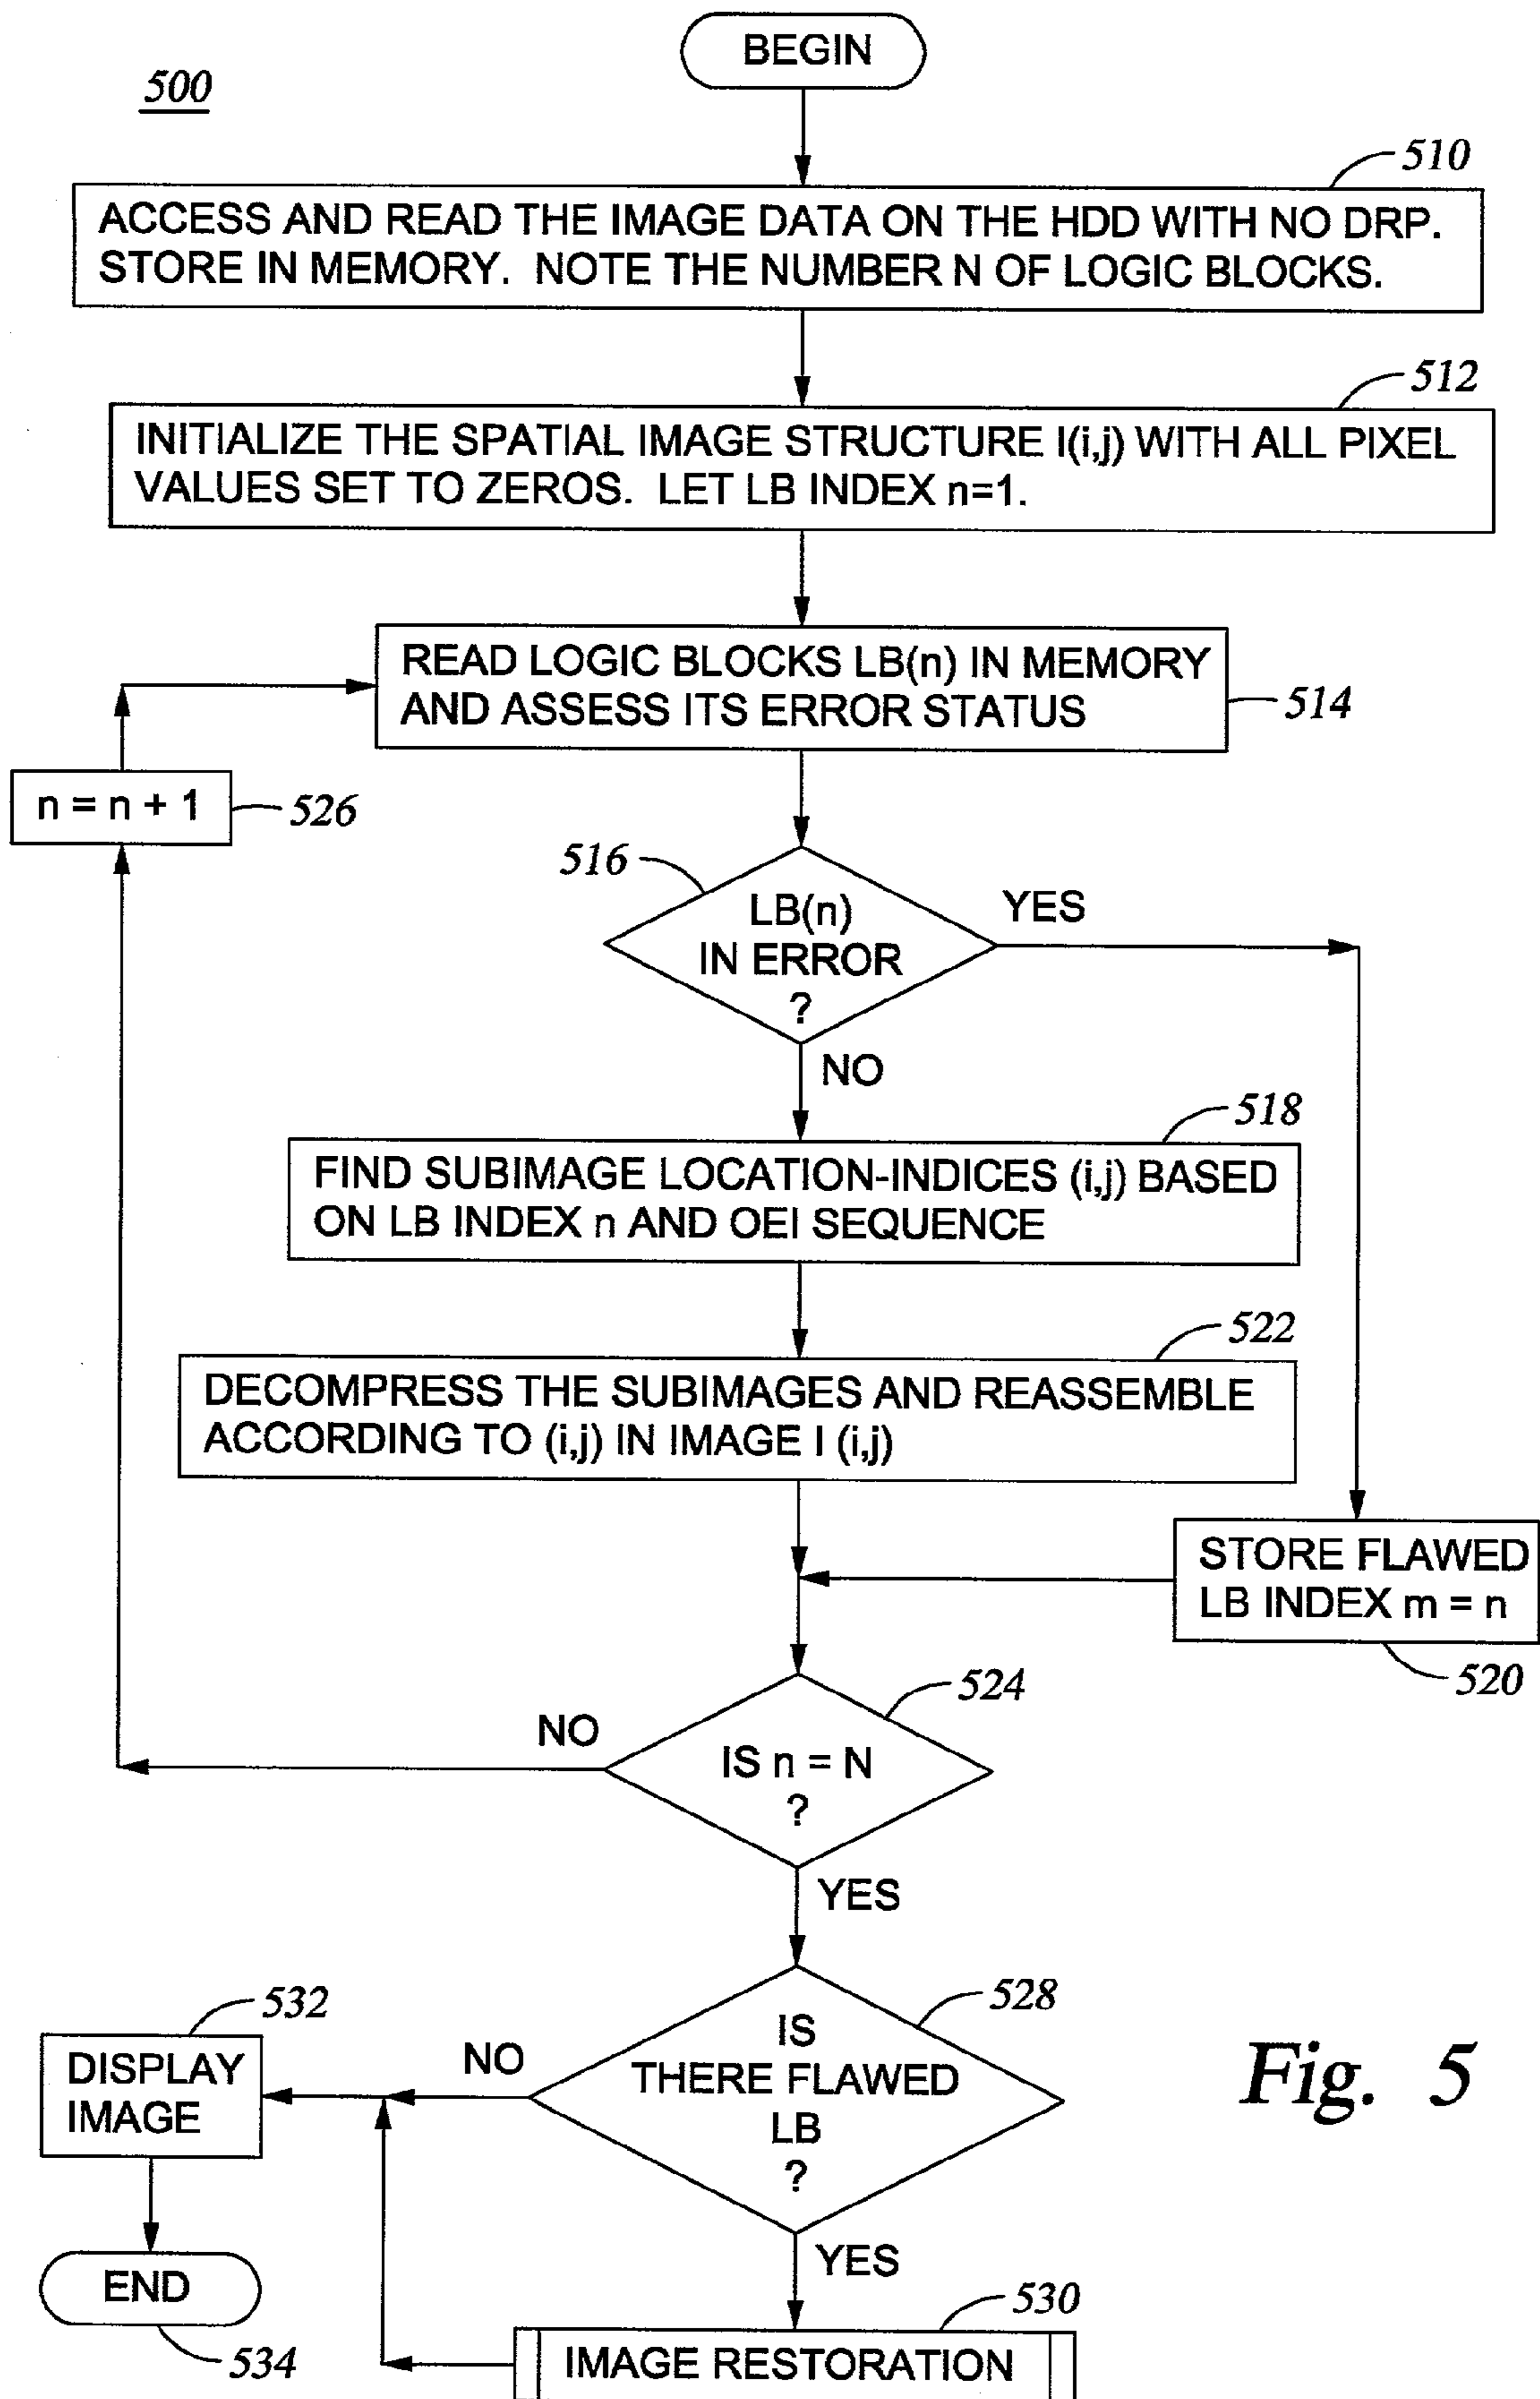 BEGIN
500
510
ACCESS AND READ THE IMAGE DATA ON THE HDD WITH NO DRP.
STORE IN MEMORY. NOTE THE NUMBER N OF LOGIC BLOCKS.
512
INITIALIZE THE SPATIAL IMAGE STRUCTURE I(i,j) WITH ALL PIXEL
VALUES SET TO ZEROS. LET LB INDEX n=1.
READ LOGIC BLOCKS LB(n) IN MEMORY
AND ASSESS ITS ERROR STATUS
514
n = n + 1
526
516
LB(n)
IN ERROR
?
YES
NO
518
FIND SUBIMAGE LOCATION-INDICES (i,j) BASED
ON LB INDEX n AND OEI SEQUENCE
522
DECOMPRESS THE SUBIMAGES AND REASSEMBLE
ACCORDING TO (i,j) IN IMAGE I (i,j)
STORE FLAWED
LB INDEX m = n
520
524
NO
IS n = N
?
YES
528
532
IS
THERE FLAWED
LB
?
NO
DISPLAY
IMAGE
Fig. 5
YES
END
534
530
IMAGE RESTORATION